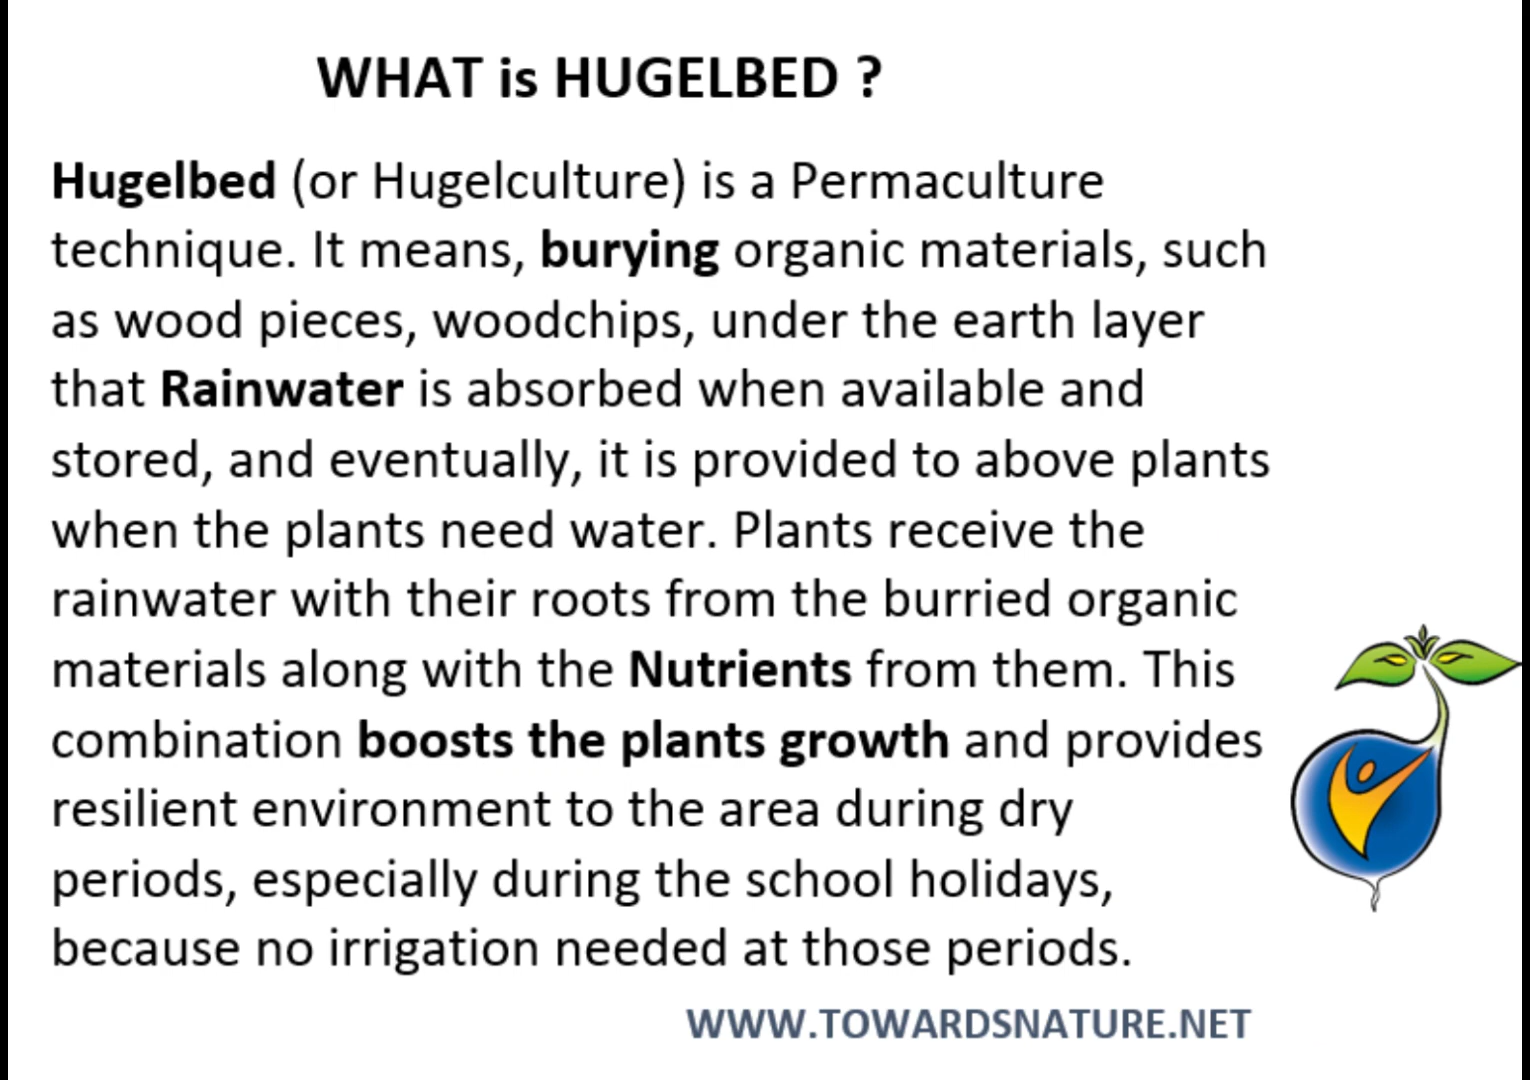 WHAT is HUGELBED ?
Hugelbed (or Hugelculture) is a Permaculture
technique. It means, burying organic materials, such
as wood pieces, woodchips, under the earth layer
that Rainwater is absorbed when available and
stored, and eventually, it is provided to above plants
when the plants need water. Plants receive the
rainwater with their roots from the burried organic
materials along with the Nutrients from them. This
combination boosts the plants growth and provides
resilient environment to the area during dry
periods, especially during the school holidays,
because no irrigation needed at those periods.
WWW.TOWARDSNATURE.NET